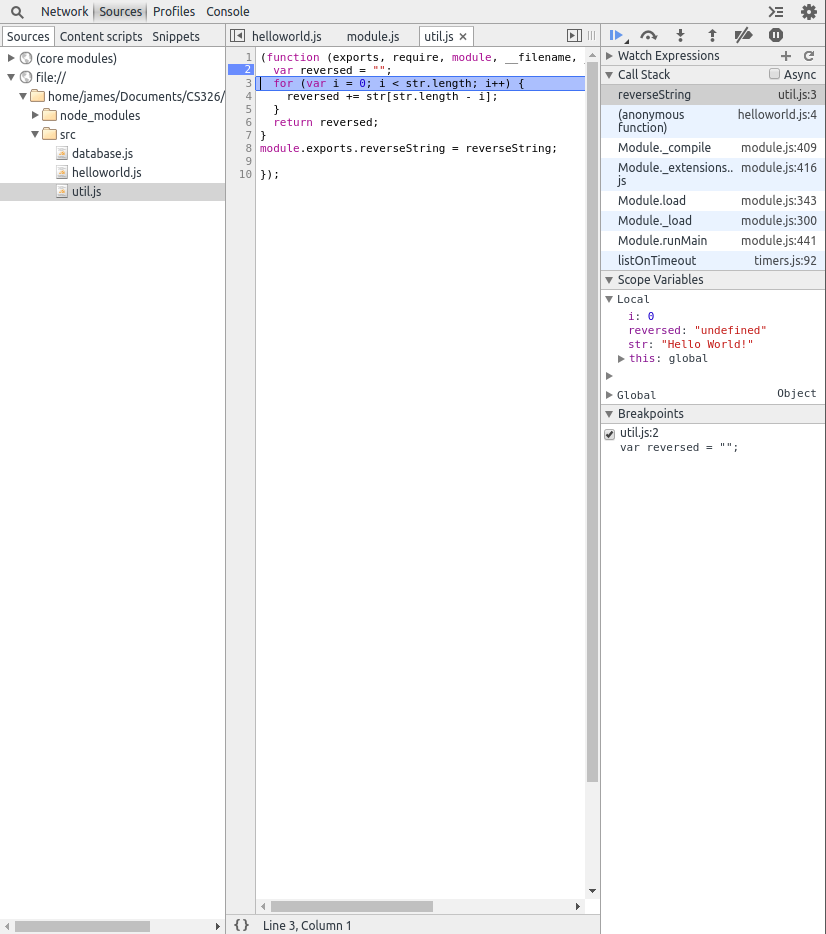 Network Sources Profiles Console
Sources Content scripts Snippets
(core modules)
file://
home/james/Documents/CS326/
node_modules
src
database.js
helloworld.js
util.js
helloworld.js module.js util.js ×
1 (function (exports, require, module, __filename, _
2 var reversed = "";
3 for (var i = 0; i < str.length; i++) {
4 reversed += str[str.length - i];
5 }
6 return reversed;
7 }
8 module.exports.reverseString = reverseString;
9
10 });
{} Line 3, Column 1
Watch Expressions
Call Stack Async
reverseString util.js:3
(anonymous helloworld.js:4
function)
Module._compile module.js:409
Module._extensions.. module.js:416
js
Module.load module.js:343
Module._load module.js:300
Module.runMain module.js:441
listOnTimeout timers.js:92
Scope Variables
Local
i: 0
reversed: "undefined"
str: "Hello World!"
this: global
Global Object
Breakpoints
util.js:2
var reversed = "";